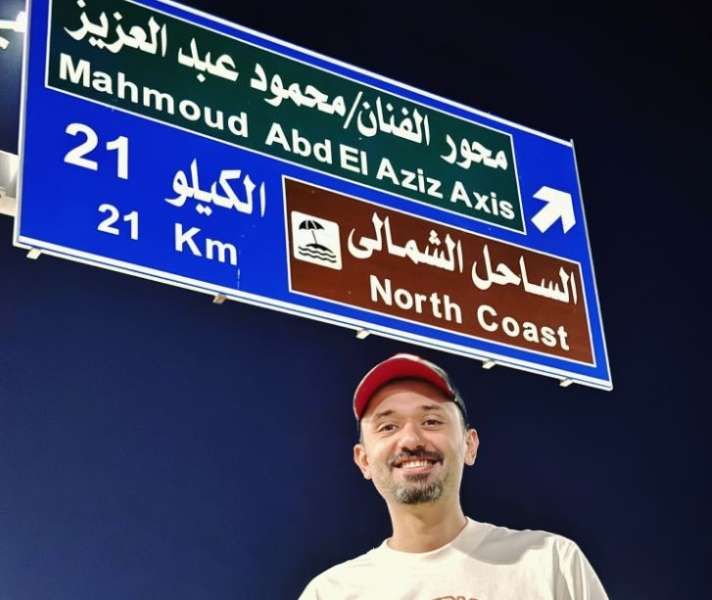 محور الفنان/محمود عبد العزيز
Mahmoud Abd El Aziz Axis
الكيلو 21
21 Km
الساحل الشمالى
North Coast